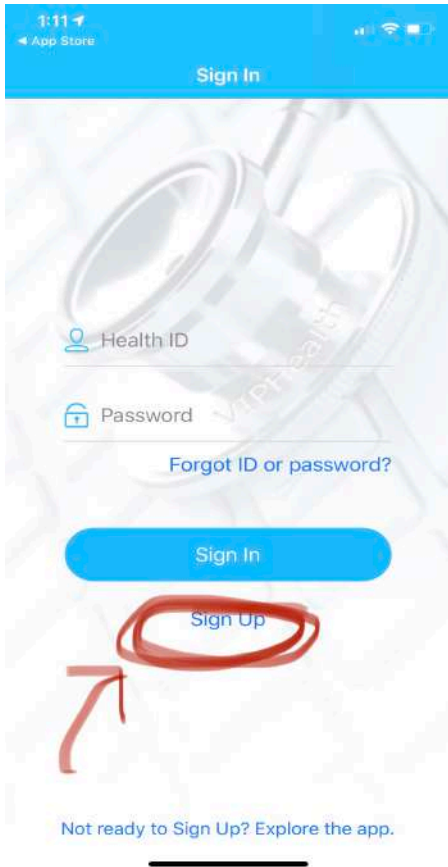 1:11
◀ App Store
Sign In
VIPHealth
Health ID
Password
Forgot ID or password?
Sign In
Sign Up
Not ready to Sign Up? Explore the app.